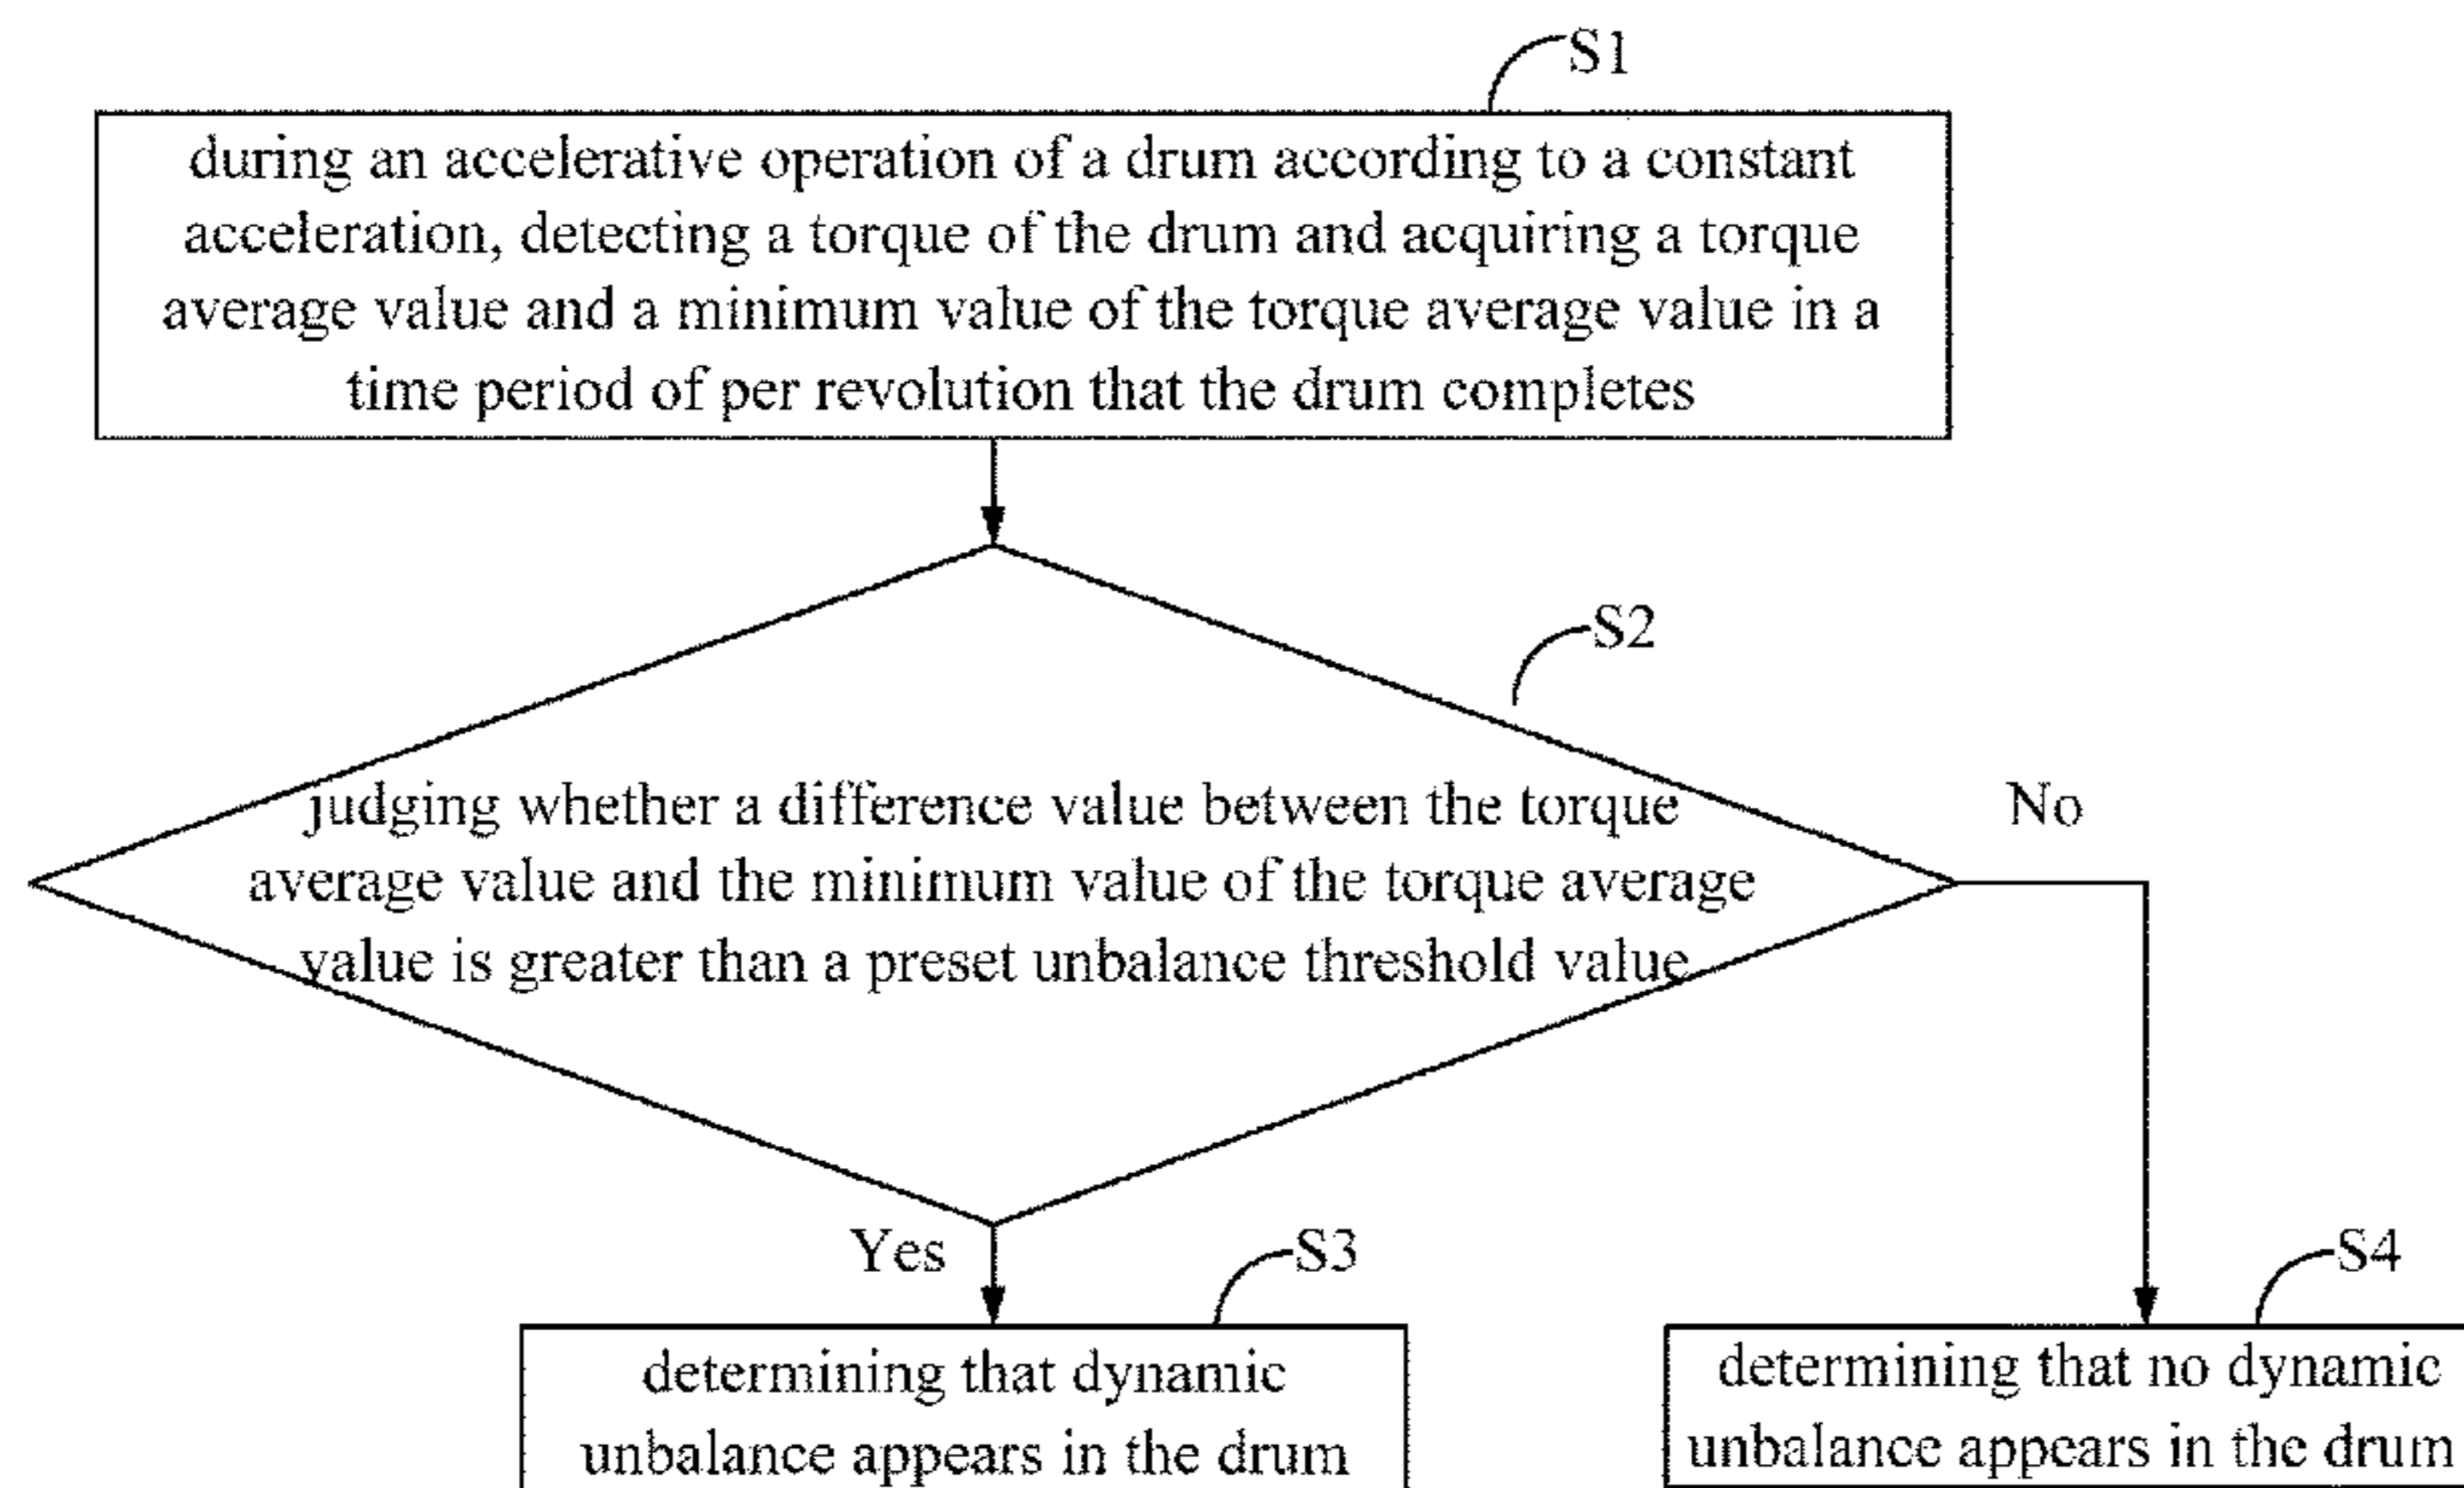 S1
during an accelerative operation of a drum according to a constant
acceleration, detecting a torque of the drum and acquiring a torque
average value and a minimum value of the torque average value in a
time period of per revolution that the drum completes
S2
judging whether a difference value between the torque
average value and the minimum value of the torque average
value is greater than a preset unbalance threshold value
No
Yes
S3
S4
determining that dynamic
unbalance appears in the drum
determining that no dynamic
unbalance appears in the drum